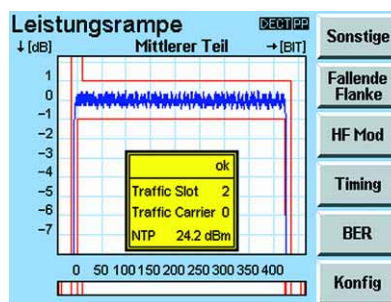 Leistungsrampe DECT PP
↓[dB] Mittlerer Teil →[BIT]
1
0
-1
-2
-3
-4
-5
-6
-7
ok
Traffic Slot 2
Traffic Carrier 0
NTP 24.2 dBm
0 50 100 150 200 250 300 350 400
Sonstige
Fallende
Flanke
HF Mod
Timing
BER
Konfig